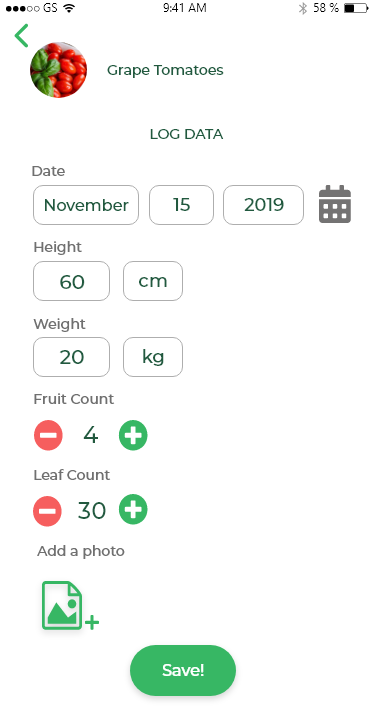 GS 9:41 AM 58 %
Grape Tomatoes
LOG DATA
Date
November 15 2019
Height
60 cm
Weight
20 kg
Fruit Count
4
Leaf Count
30
Add a photo
Save!